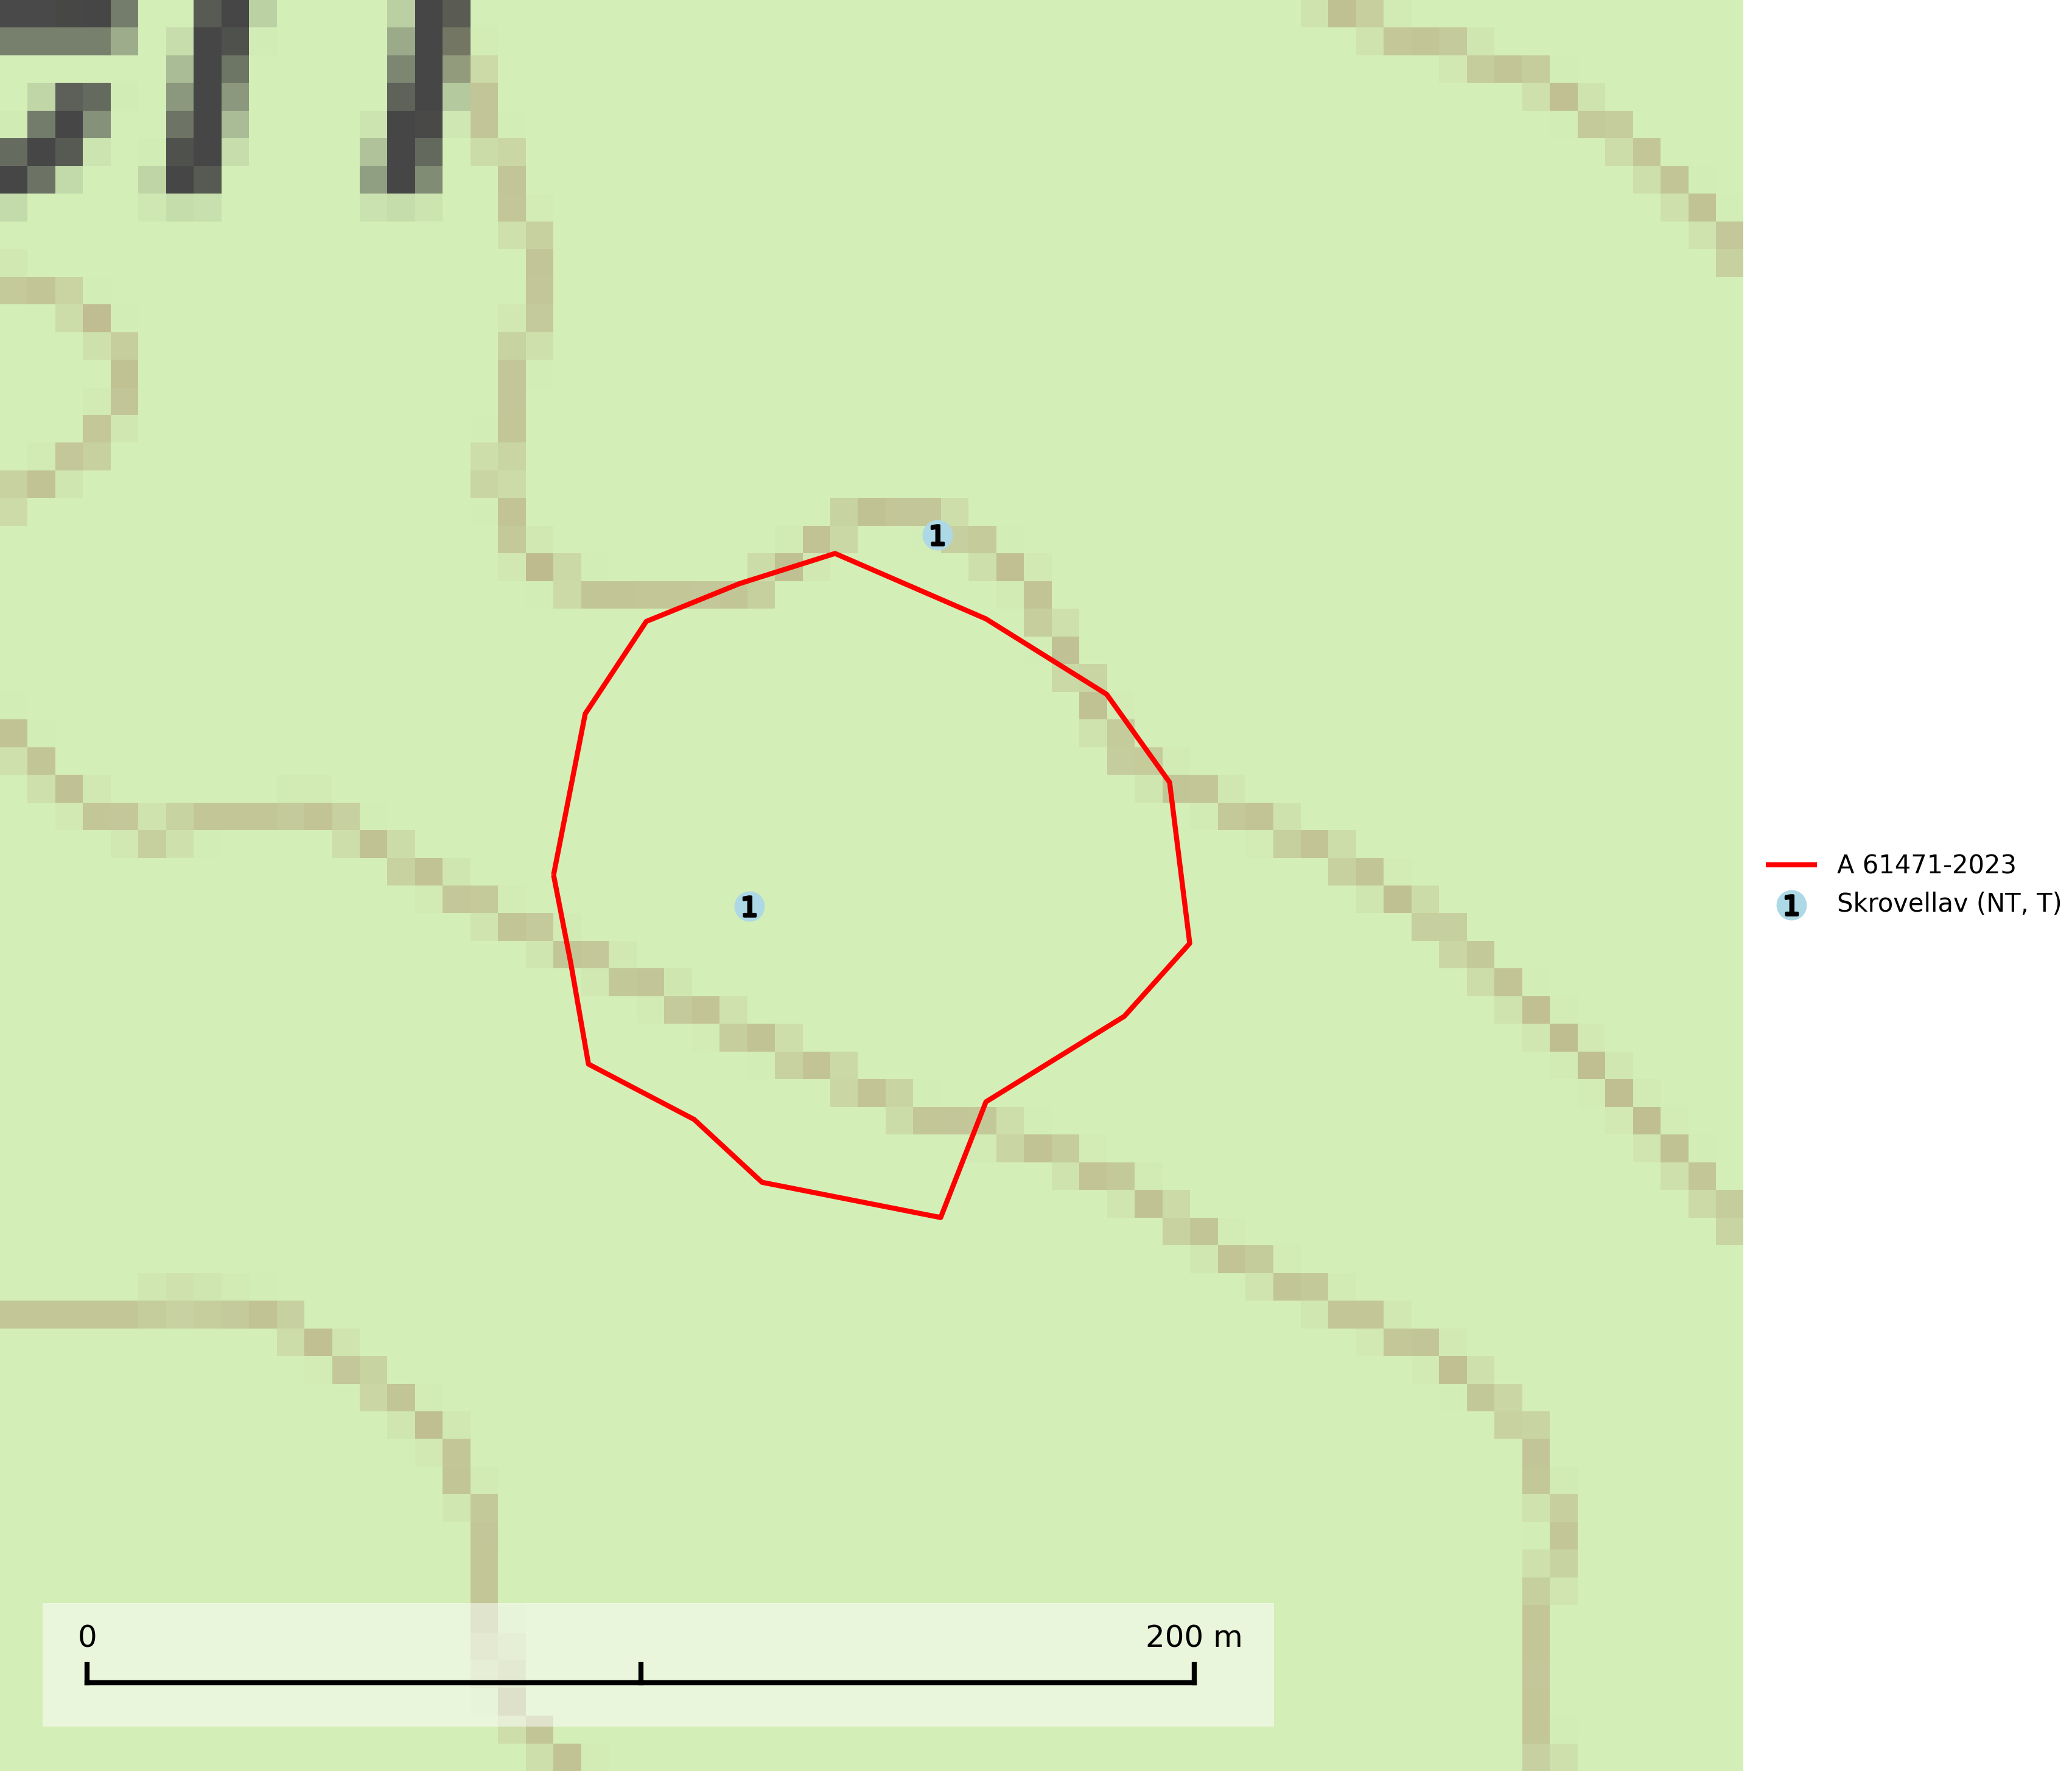 1
1
A 61471-2023
1 Skrovellav (NT, T)
0 200 m